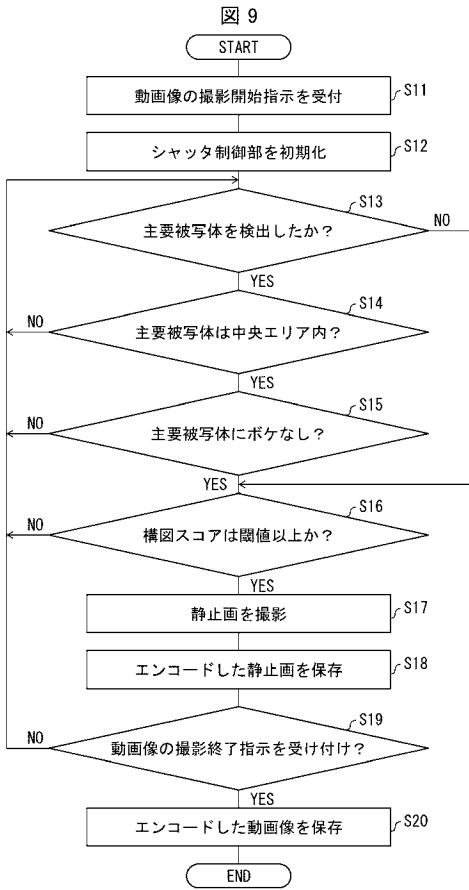 図 9
START
動画像の撮影開始指示を受付
S11
シャッタ制御部を初期化
S12
主要被写体を検出したか？
S13
NO
YES
主要被写体は中央エリア内？
S14
NO
YES
主要被写体にボケなし？
S15
NO
YES
構図スコアは閾値以上か？
S16
NO
YES
静止画を撮影
S17
エンコードした静止画を保存
S18
動画像の撮影終了指示を受け付け？
S19
NO
YES
エンコードした動画像を保存
S20
END